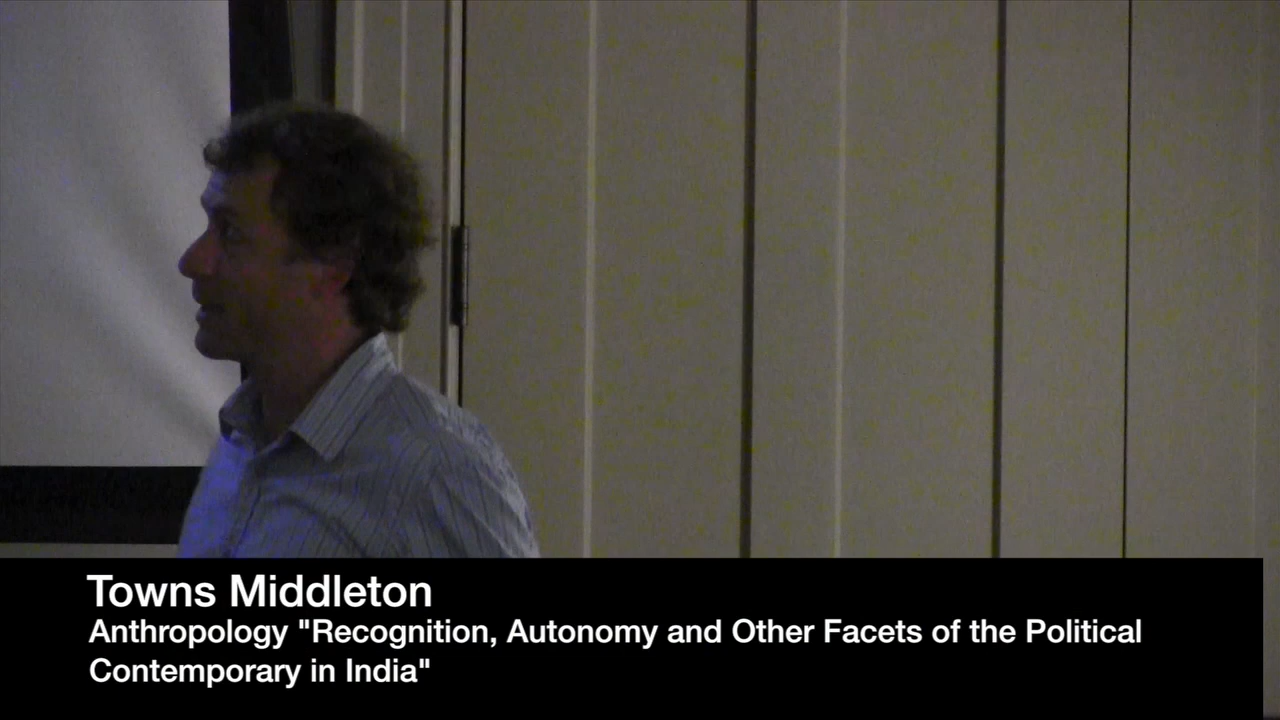 Towns Middleton
Anthropology "Recognition, Autonomy and Other Facets of the Political
Contemporary in India"